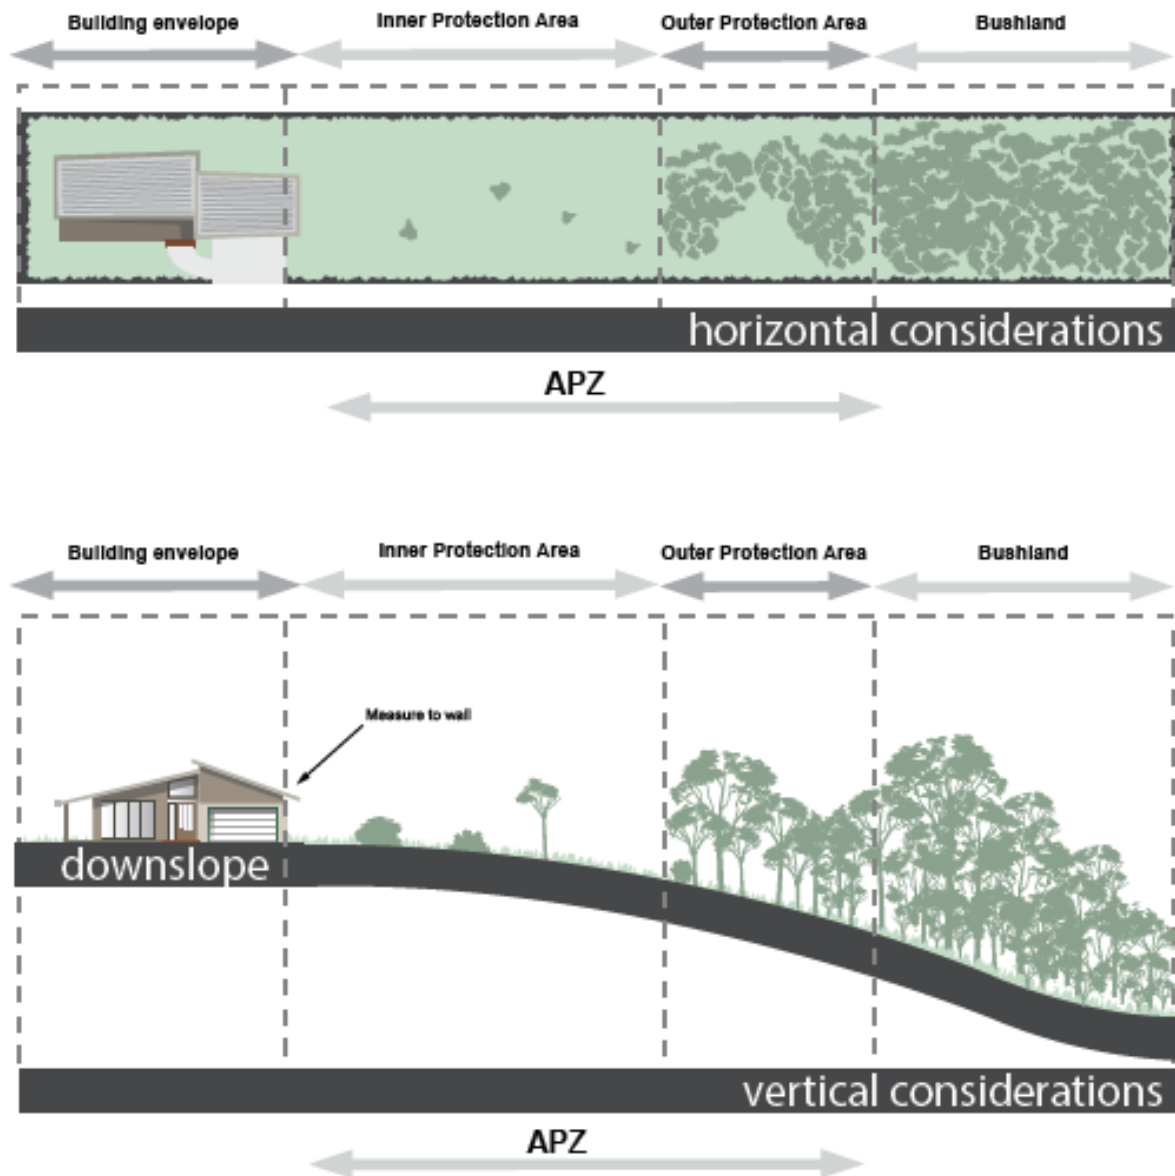 Building envelope
Inner Protection Area
Outer Protection Area
Bushland
horizontal considerations
APZ
Building envelope
Inner Protection Area
Outer Protection Area
Bushland
Measure to wall
downslope
vertical considerations
APZ